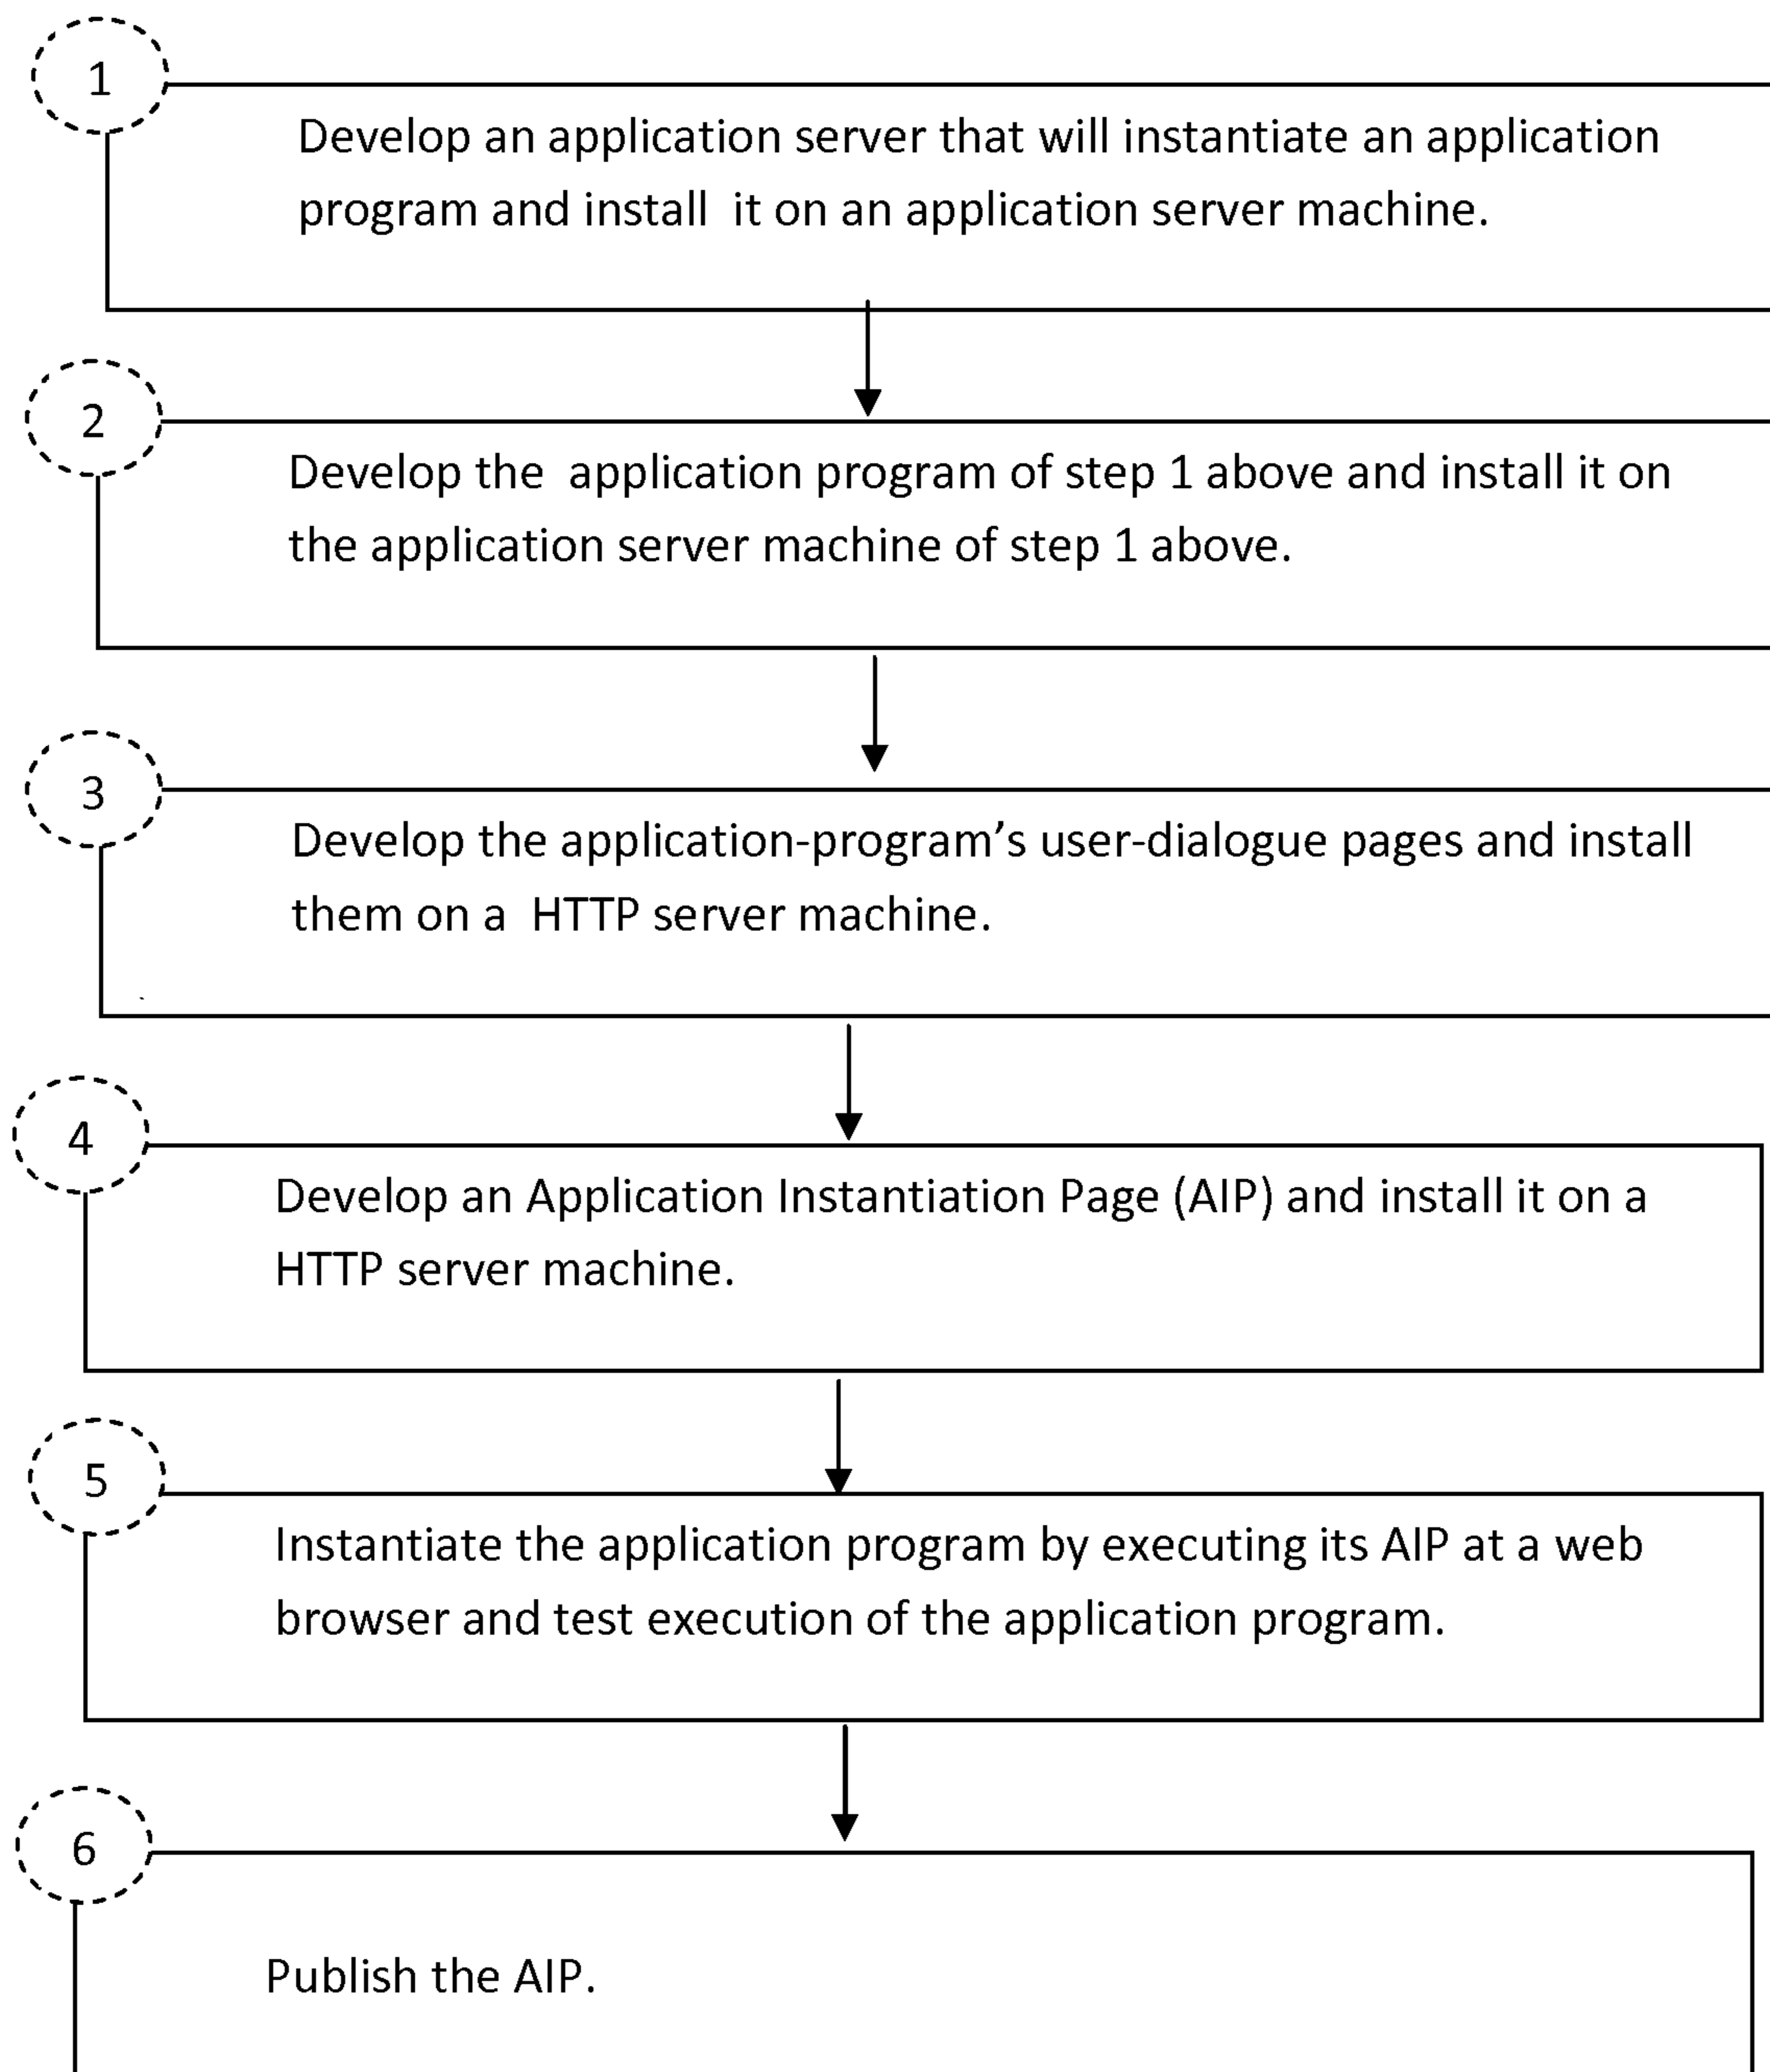 1
Develop an application server that will instantiate an application
program and install it on an application server machine.
2
Develop the application program of step 1 above and install it on
the application server machine of step 1 above.
3
Develop the application-program’s user-dialogue pages and install
them on a HTTP server machine.
4
Develop an Application Instantiation Page (AIP) and install it on a
HTTP server machine.
5
Instantiate the application program by executing its AIP at a web
browser and test execution of the application program.
6
Publish the AIP.